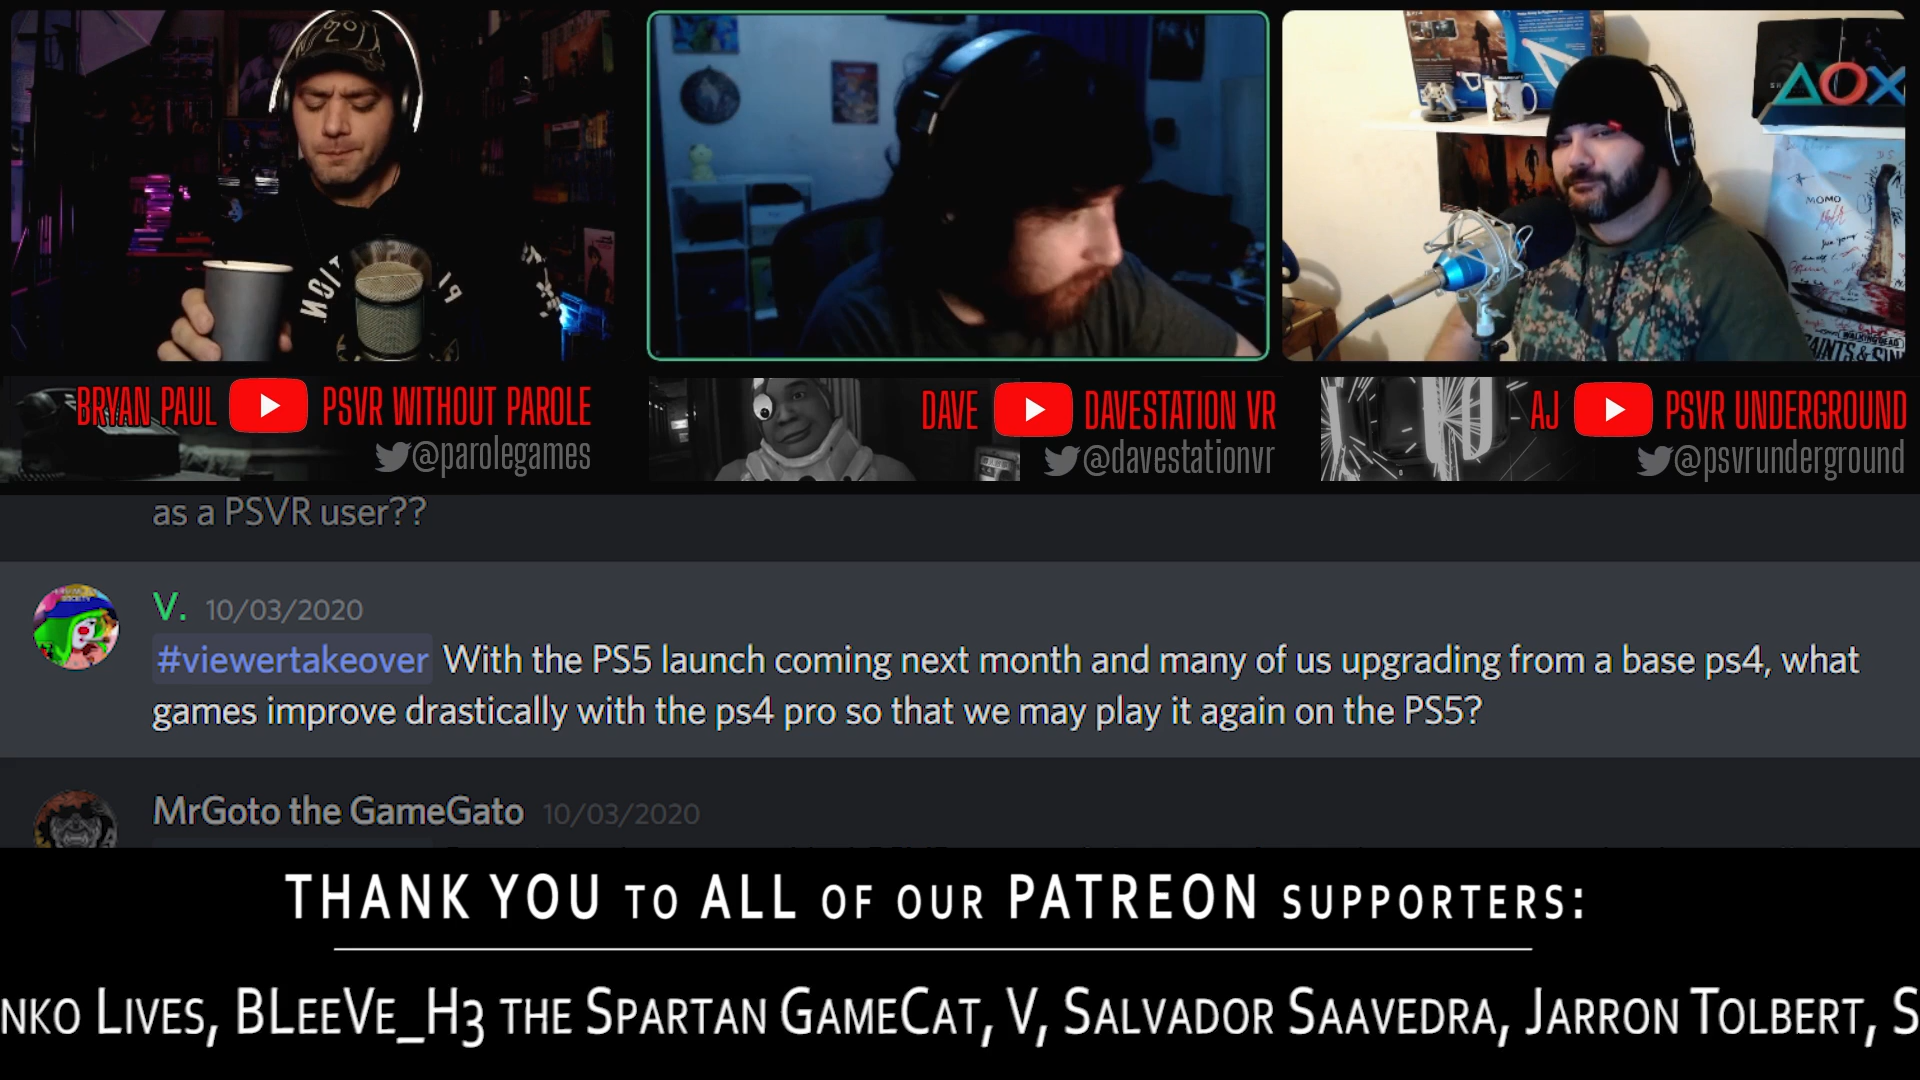 MOMO
SAINTS & SIN
BRYAN PAUL PSVR WITHOUT PAROLE
@parolegames
DAVE DAVESTATION VR
@davestationvr
AJ PSVR UNDERGROUND
@psvrunderground
as a PSVR user??
V. 10/03/2020
#viewertakeover With the PS5 launch coming next month and many of us upgrading from a base ps4, what
games improve drastically with the ps4 pro so that we may play it again on the PS5?
MrGoto the GameGato 10/03/2020
THANK YOU TO ALL OF OUR PATREON SUPPORTERS:
NKO LIVES, BLEEVE_H3 THE SPARTAN GAMECAT, V, SALVADOR SAAVEDRA, JARRON TOLBERT, S